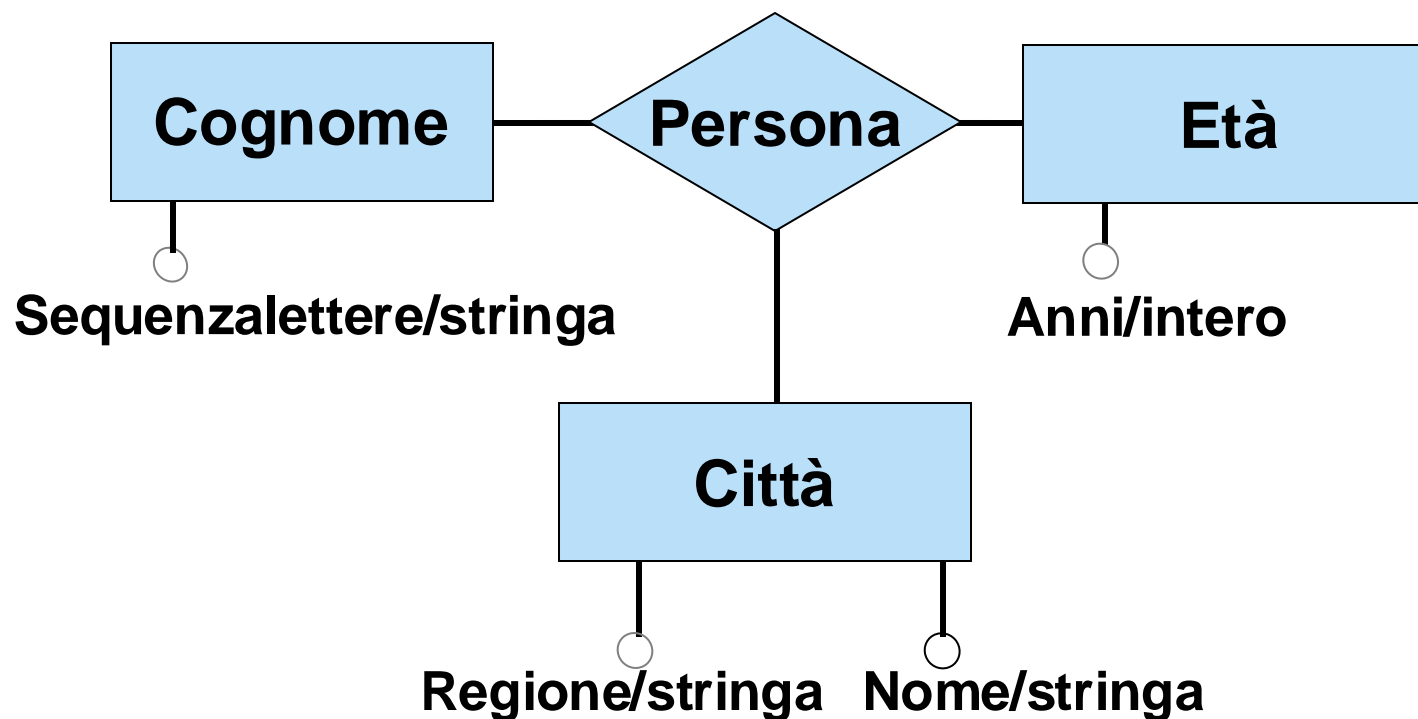 Cognome
Persona
Età
Sequenzalettere/stringa
Anni/intero
Città
Regione/stringa
Nome/stringa